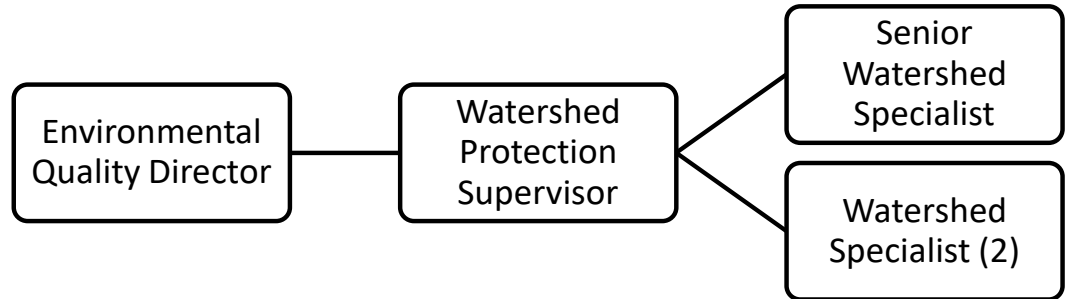 Environmental
Quality Director
Watershed
Protection
Supervisor
Senior
Watershed
Specialist
Watershed
Specialist (2)